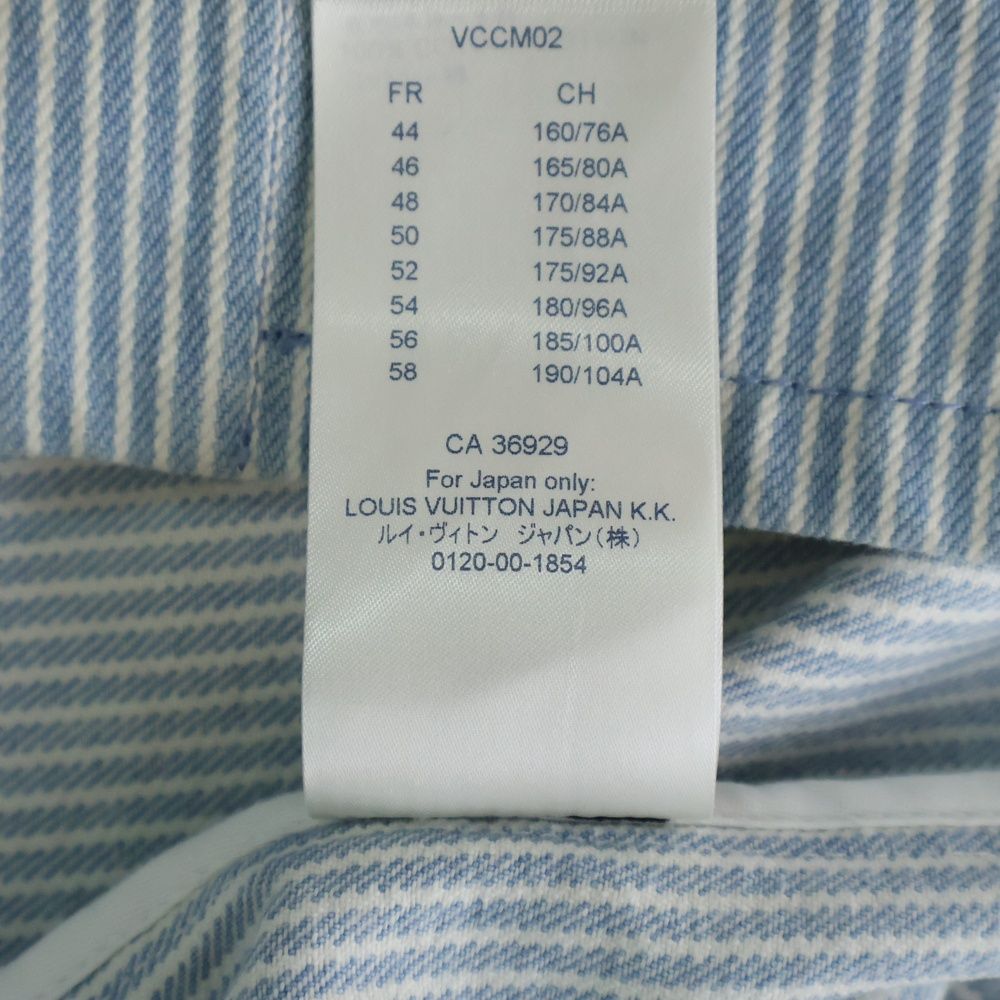 VCCM02
FR CH
44 160/76A
46 165/80A
48 170/84A
50 175/88A
52 175/92A
54 180/96A
56 185/100A
58 190/104A
CA 36929
For Japan only:
LOUIS VUITTON JAPAN K.K.
ルイ・ヴィトン ジャパン(株)
0120-00-1854